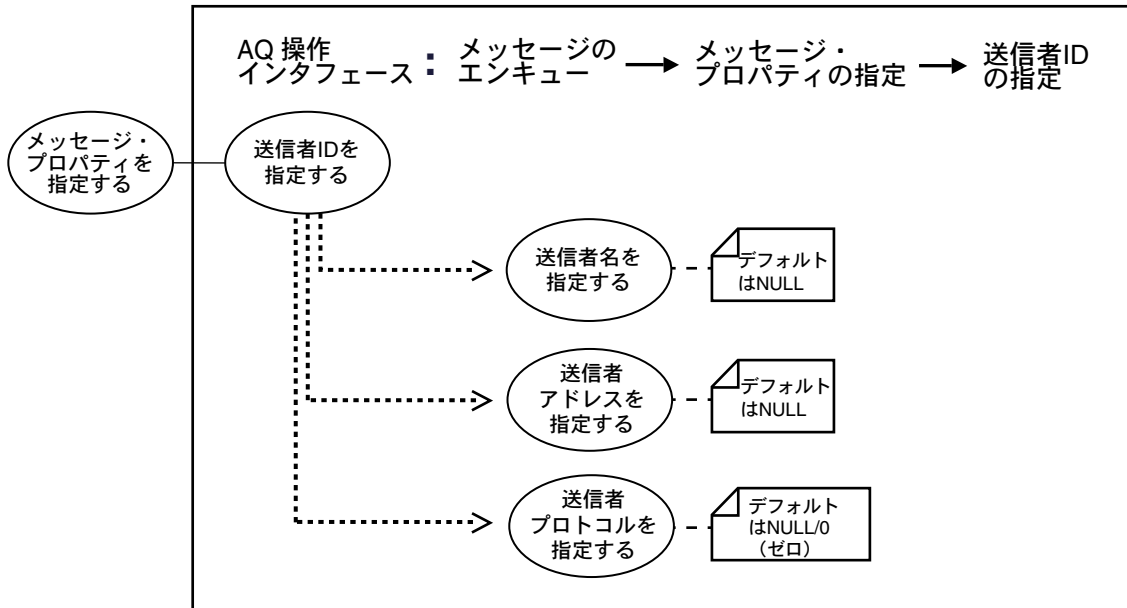 AQ 操作
インタフェース :
メッセージの
エンキュー
メッセージ・
プロパティの指定
送信者ID
の指定
メッセージ・
プロパティを
指定する
送信者IDを
指定する
送信者名を
指定する
デフォルト
はNULL
送信者
アドレスを
指定する
デフォルト
はNULL
送信者
プロトコルを
指定する
デフォルト
はNULL/0
（ゼロ）